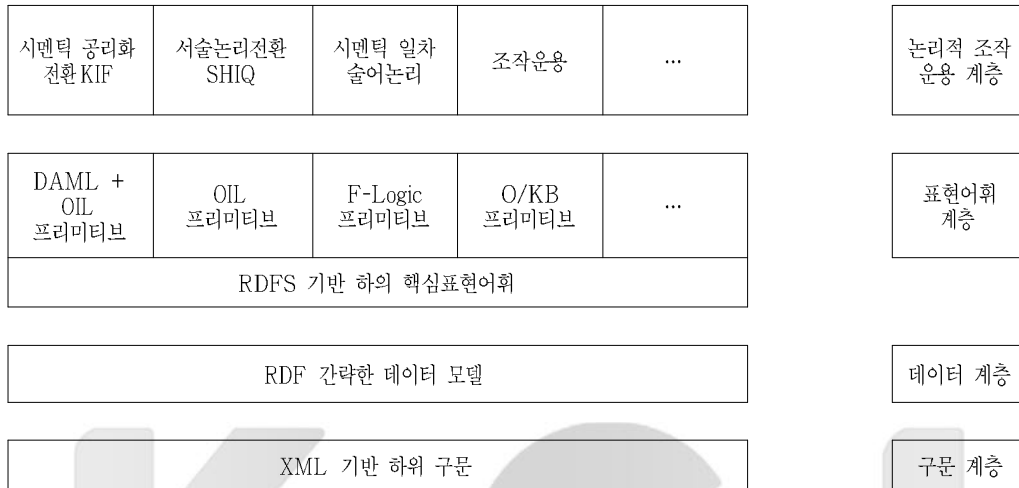 시멘틱 공리화
전환 KIF
서술논리전환
SHIQ
시멘틱 일차
술어논리
조작운용
...
논리적 조작
운용 계층
DAML +
OIL
프리미티브
OIL
프리미티브
F-Logic
프리미티브
O/KB
프리미티브
...
표현어휘
계층
RDFS 기반 하의 핵심표현어휘
RDF 간략한 데이터 모델
데이터 계층
XML 기반 하위 구문
구문 계층